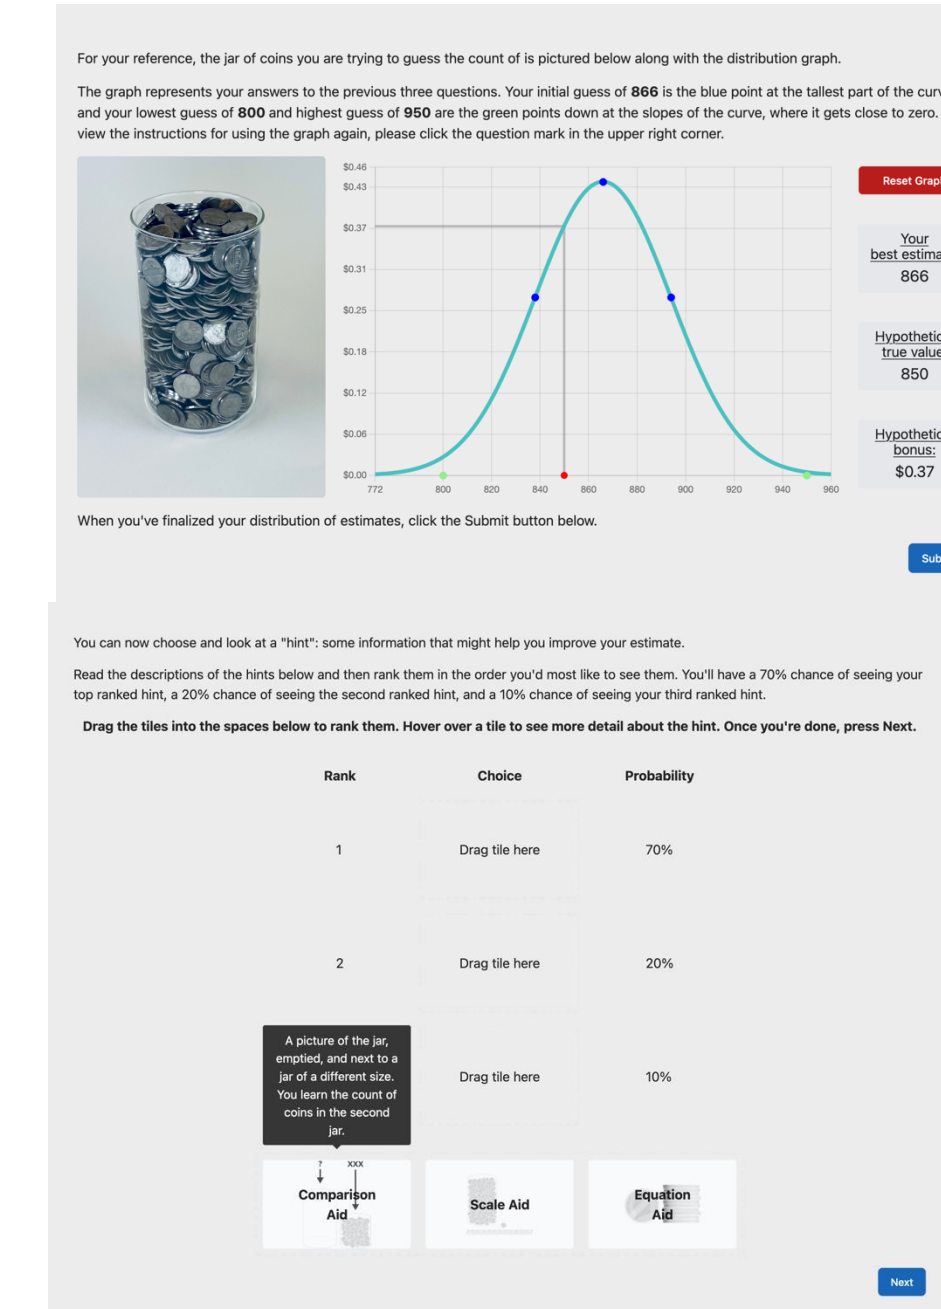 For your reference, the jar of coins you are trying to guess the count of is pictured below along with the distribution graph.
The graph represents your answers to the previous three questions. Your initial guess of 866 is the blue point at the tallest part of the cur
and your lowest guess of 800 and highest guess of 950 are the green points down at the slopes of the curve, where it gets close to zero.
view the instructions for using the graph again, please click the question mark in the upper right corner.
$0.46
$0.43
$0.37
$0.31
$0.25
$0.18
$0.12
$0.06
$0.00
772 800 820 840 860 880 900 920 940 960
Reset Grap
Your
best estima
866
Hypothetic
true value
850
Hypothetic
bonus:
$0.37
When you've finalized your distribution of estimates, click the Submit button below.
Sub
You can now choose and look at a "hint": some information that might help you improve your estimate.
Read the descriptions of the hints below and then rank them in the order you'd most like to see them. You'll have a 70% chance of seeing your
top ranked hint, a 20% chance of seeing the second ranked hint, and a 10% chance of seeing your third ranked hint.
Drag the tiles into the spaces below to rank them. Hover over a tile to see more detail about the hint. Once you're done, press Next.
Rank Choice Probability
1 Drag tile here 70%
2 Drag tile here 20%
Drag tile here 10%
A picture of the jar,
emptied, and next to a
jar of a different size.
You learn the count of
coins in the second
jar.
? XXX
Comparison
Aid
Scale Aid
Equation
Aid
Next